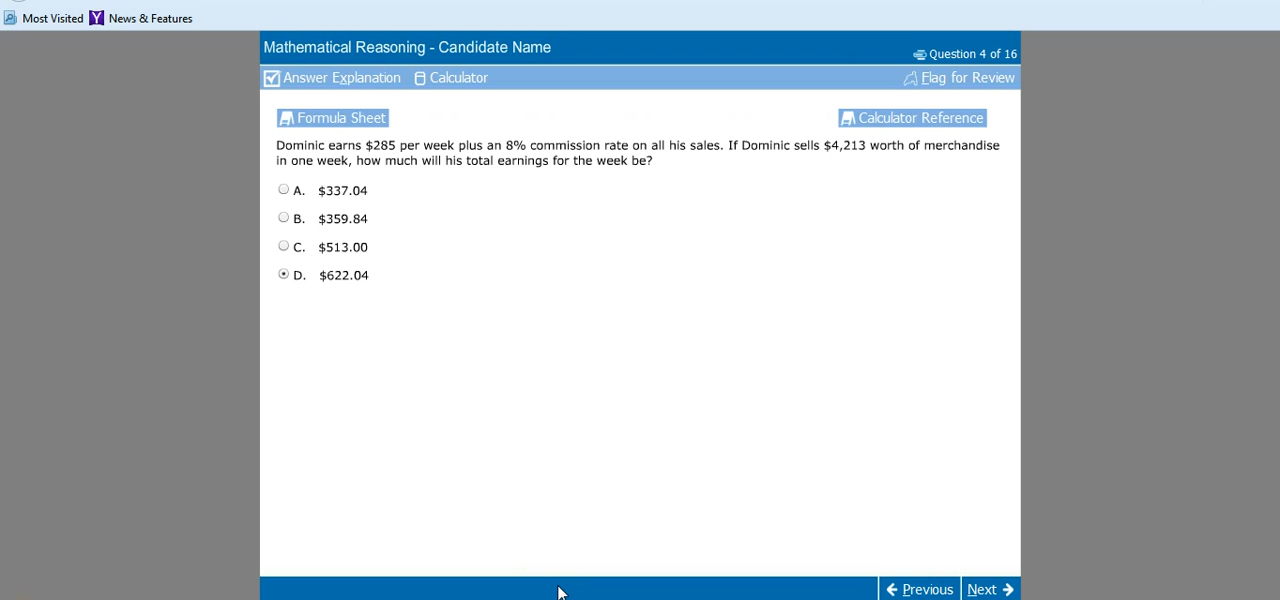 Most Visited Y News & Features
Mathematical Reasoning - Candidate Name
Question 4 of 16
Answer Explanation Calculator Flag for Review
Formula Sheet Calculator Reference
Dominic earns $285 per week plus an 8% commission rate on all his sales. If Dominic sells $4,213 worth of merchandise
in one week, how much will his total earnings for the week be?
A. $337.04
B. $359.84
C. $513.00
D. $622.04
Previous Next